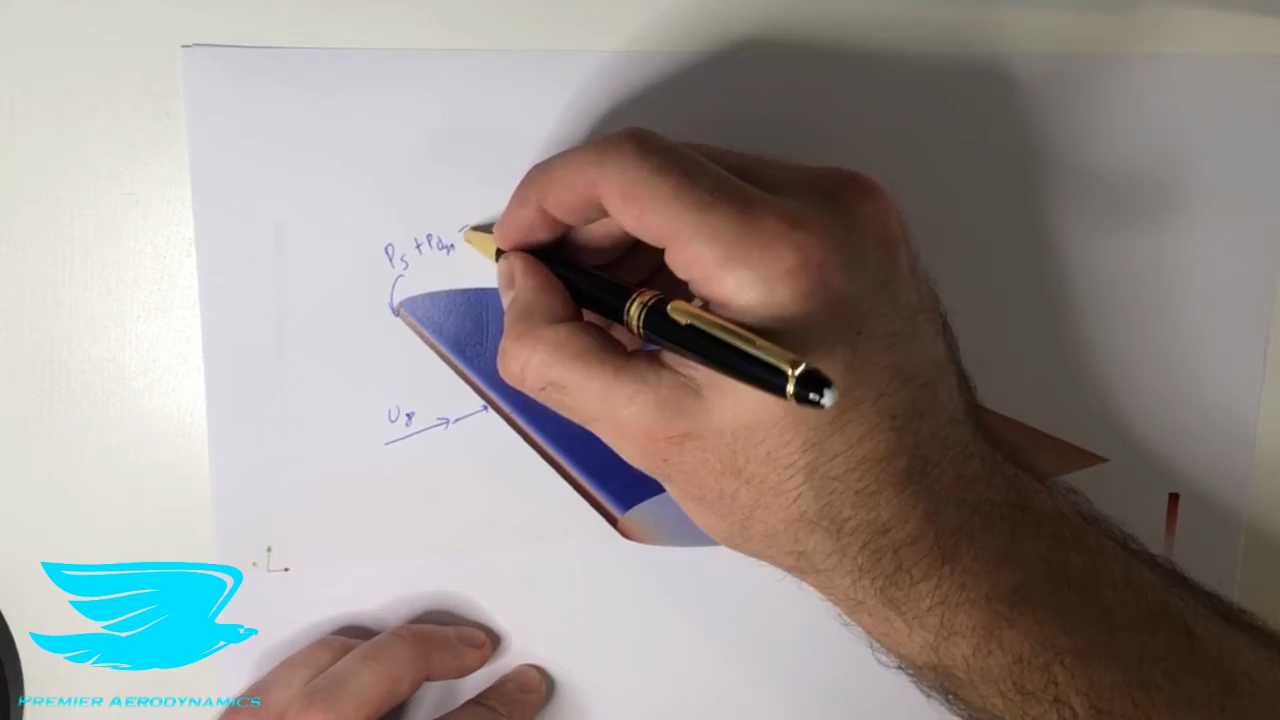 Ps + Pdyn
U∞
PREMIER AERODYNAMICS